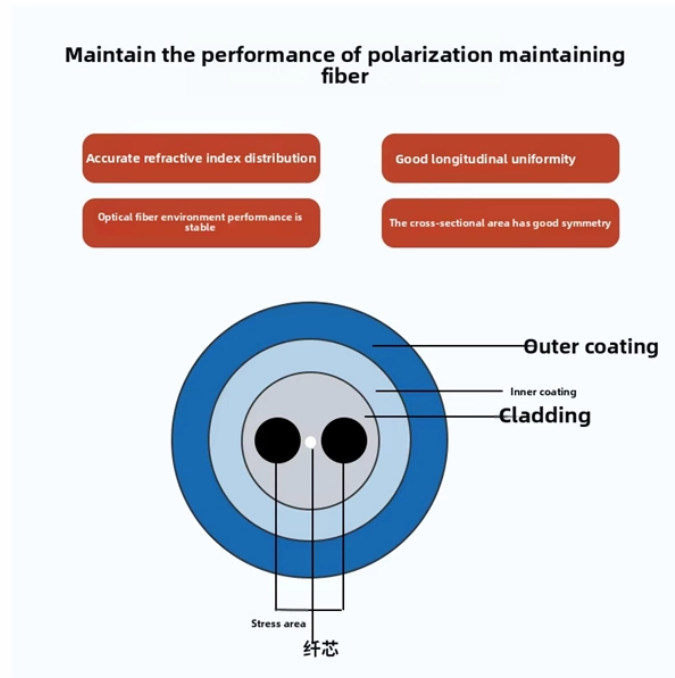 Maintain the performance of polarization maintaining
fiber
Accurate refractive index distribution
Good longitudinal uniformity
Optical fiber environment performance is
stable
The cross-sectional area has good symmetry
Outer coating
Inner coating
Cladding
Stress area
纤芯